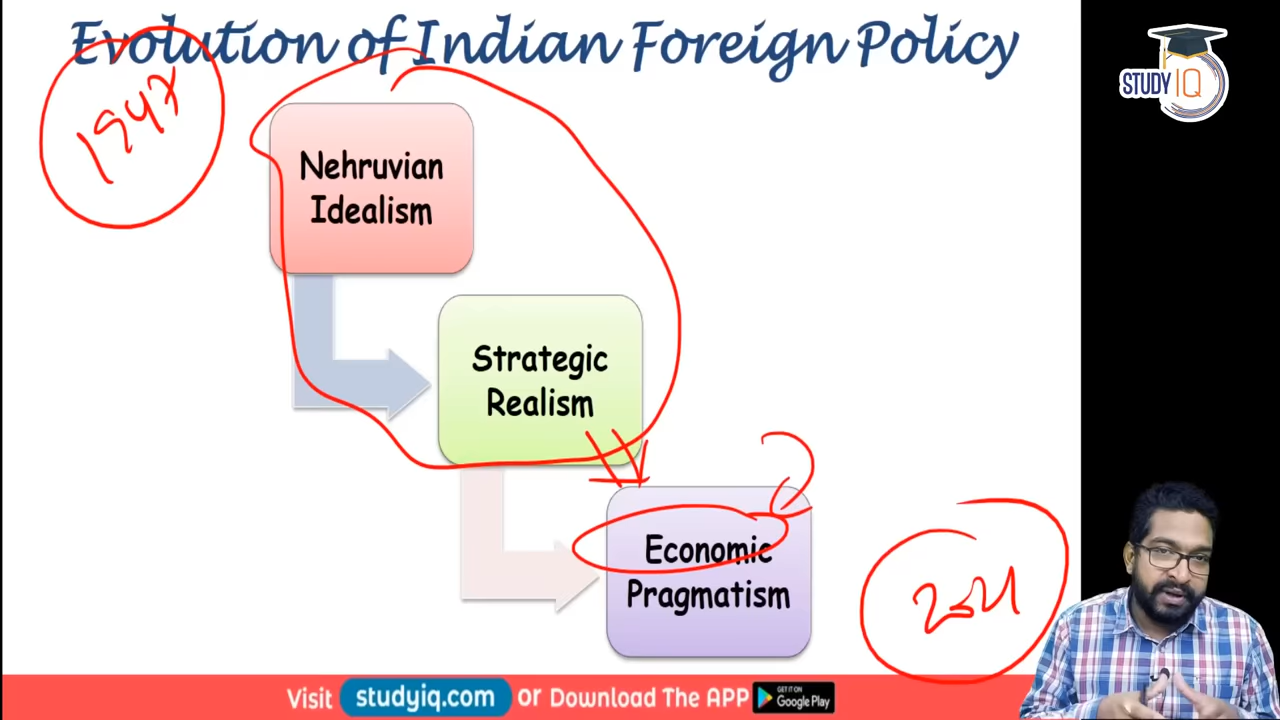 Evolution of Indian Foreign Policy
STUDY IQ
1947
Nehruvian
Idealism
Strategic
Realism
Economic
Pragmatism
Visit studyiq.com or Download The APP GET IT ON Google Play